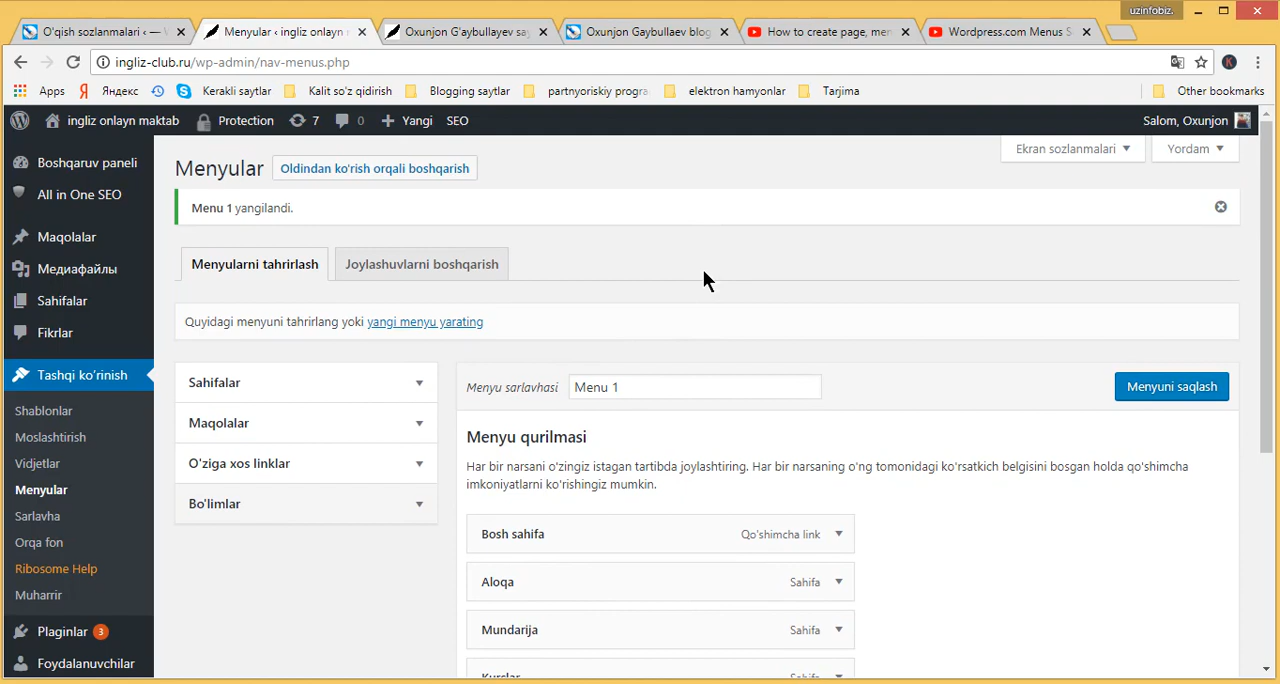 uzinfobiz.
O'qish sozlanmalari ‹ —
Menyular ‹ ingliz onlayn
Oxunjon G'aybullayev say
Oxunjon Gaybullaev blog
How to create page, men
Wordpress.com Menus S
ingliz-club.ru/wp-admin/nav-menus.php
K
Apps
Яндекс
Kerakli saytlar
Kalit so'z qidirish
Blogging saytlar
partnyoriskiy progra
elektron hamyonlar
Tarjima
Other bookmarks
ingliz onlayn maktab
Protection
7
0
Yangi
SEO
Salom, Oxunjon
Boshqaruv paneli
All in One SEO
Maqolalar
Медиафайлы
Sahifalar
Fikrlar
Tashqi ko‘rinish
Shablonlar
Moslashtirish
Vidjetlar
Menyular
Sarlavha
Orqa fon
Ribosome Help
Muharrir
Plaginlar 3
Foydalanuvchilar
Ekran sozlanmalari
Yordam
Menyular
Oldindan ko'rish orqali boshqarish
Menu 1 yangilandi.
Menyularni tahrirlash
Joylashuvlarni boshqarish
Quyidagi menyuni tahrirlang yoki yangi menyu yarating
Sahifalar
Maqolalar
O'ziga xos linklar
Bo'limlar
Menyu sarlavhasi
Menu 1
Menyuni saqlash
Menyu qurilmasi
Har bir narsani o'zingiz istagan tartibda joylashtiring. Har bir narsaning o'ng tomonidagi ko'rsatkich belgisini bosgan holda qo'shimcha
imkoniyatlarni ko'rishingiz mumkin.
Bosh sahifa
Qo'shimcha link
Aloqa
Sahifa
Mundarija
Sahifa
Kurslar
Sahifa